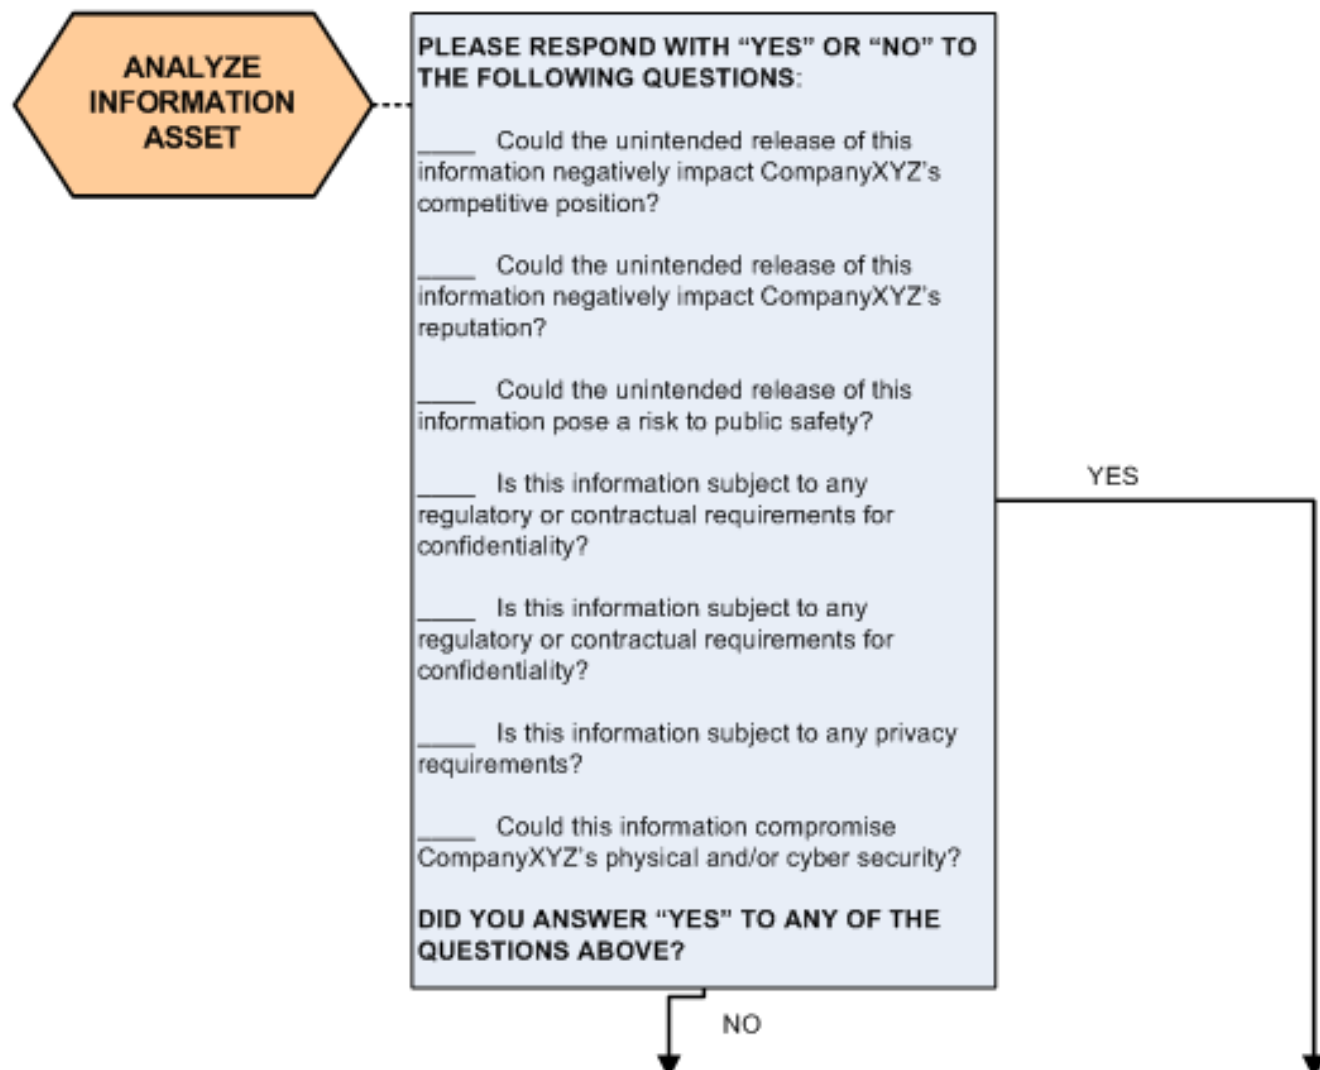 ANALYZE
INFORMATION
ASSET
PLEASE RESPOND WITH “YES” OR “NO” TO
THE FOLLOWING QUESTIONS:
____ Could the unintended release of this
information negatively impact CompanyXYZ’s
competitive position?
____ Could the unintended release of this
information negatively impact CompanyXYZ’s
reputation?
____ Could the unintended release of this
information pose a risk to public safety?
____ Is this information subject to any
regulatory or contractual requirements for
confidentiality?
____ Is this information subject to any
regulatory or contractual requirements for
confidentiality?
____ Is this information subject to any privacy
requirements?
____ Could this information compromise
CompanyXYZ’s physical and/or cyber security?
DID YOU ANSWER “YES” TO ANY OF THE
QUESTIONS ABOVE?
YES
NO